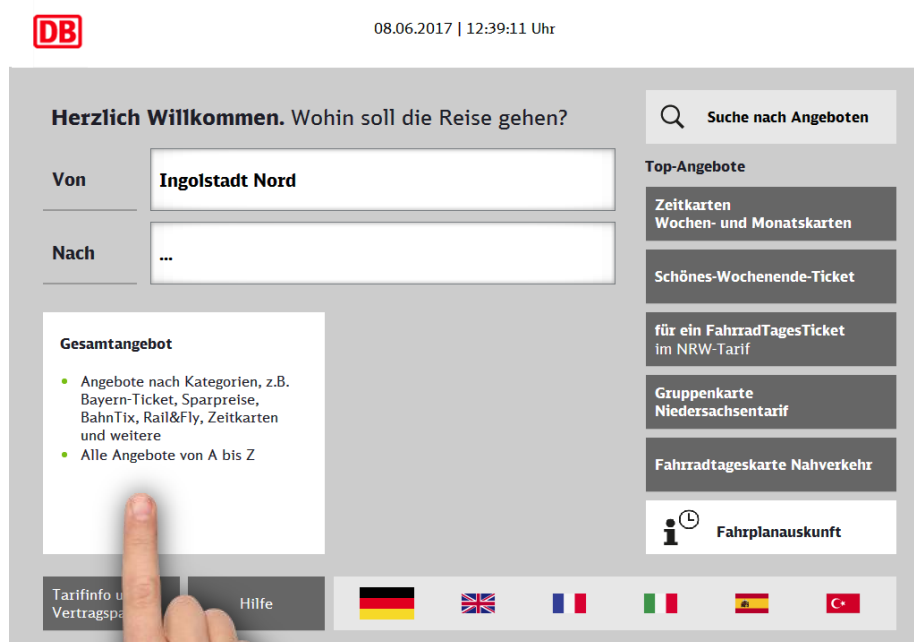 DB
08.06.2017 | 12:39:11 Uhr
Herzlich Willkommen. Wohin soll die Reise gehen?
Von
Ingolstadt Nord
Nach
...
Gesamtangebot
• Angebote nach Kategorien, z.B.
Bayern-Ticket, Sparpreise,
BahnTix, Rail&Fly, Zeitkarten
und weitere
• Alle Angebote von A bis Z
Suche nach Angeboten
Top-Angebote
Zeitkarten
Wochen- und Monatskarten
Schönes-Wochenende-Ticket
für ein FahrradTagesTicket
im NRW-Tarif
Gruppenkarte
Niedersachsentarif
Fahrradtageskarte Nahverkehr
Fahrplanauskunft
Tarifinfo
Hilfe